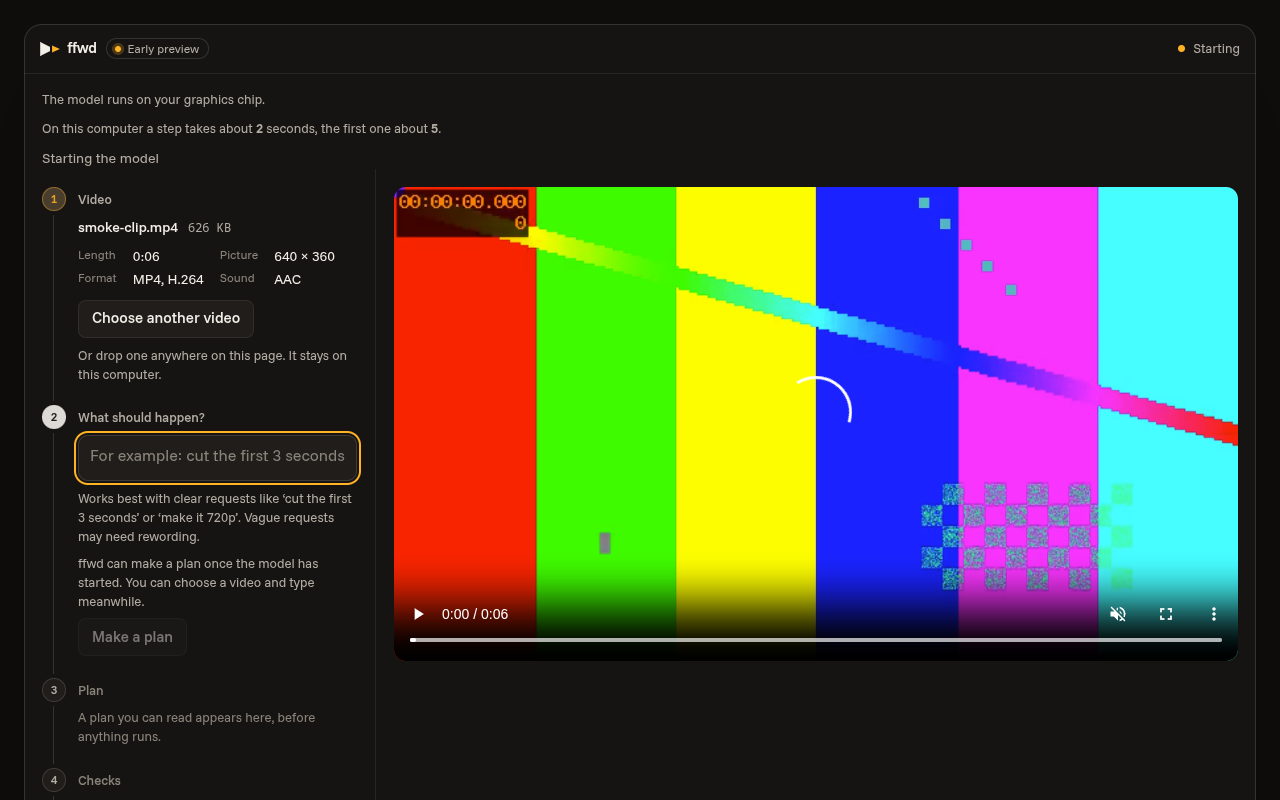 ffwd Early preview
Starting
The model runs on your graphics chip.
On this computer a step takes about 2 seconds, the first one about 5.
Starting the model
1 Video
smoke-clip.mp4 626 KB
Length 0:06 Picture 640 × 360
Format MP4, H.264 Sound AAC
Choose another video
Or drop one anywhere on this page. It stays on
this computer.
2 What should happen?
For example: cut the first 3 seconds
Works best with clear requests like ‘cut the first
3 seconds’ or ‘make it 720p’. Vague requests
may need rewording.
ffwd can make a plan once the model has
started. You can choose a video and type
meanwhile.
Make a plan
3 Plan
A plan you can read appears here, before
anything runs.
4 Checks
00:00:00.000
0
0:00 / 0:06